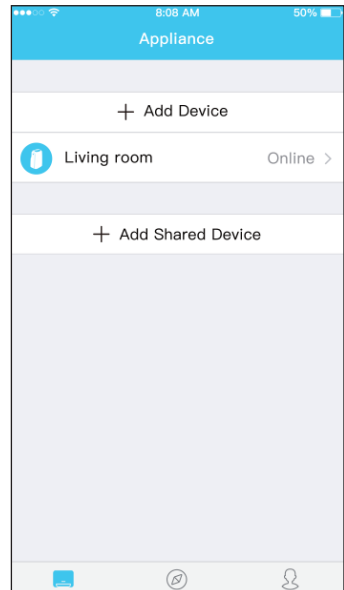 8:08 AM 50%
Appliance
+ Add Device
Living room Online >
+ Add Shared Device